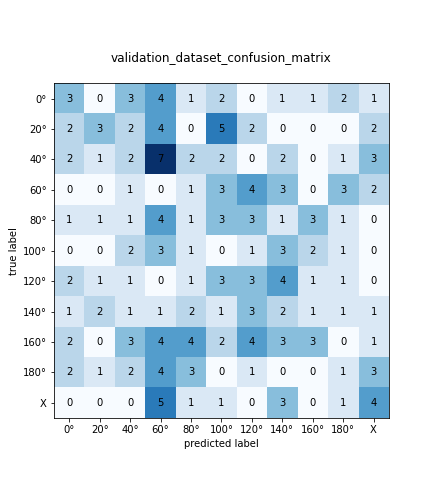 validation_dataset_confusion_matrix
0° 3 0 3 4 1 2 0 1 1 2 1
20° 2 3 2 4 0 5 2 0 0 0 2
40° 2 1 2 7 2 2 0 2 0 1 3
60° 0 0 1 0 1 3 4 3 0 3 2
80° 1 1 1 4 1 3 3 1 3 1 0
100° 0 0 2 3 1 0 1 3 2 1 0
true label
120° 2 1 1 0 1 3 3 4 1 1 0
140° 1 2 1 1 2 1 3 2 1 1 1
160° 2 0 3 4 4 2 4 3 3 0 1
180° 2 1 2 4 3 0 1 0 0 1 3
X 0 0 0 5 1 1 0 3 0 1 4
0° 20° 40° 60° 80° 100° 120° 140° 160° 180° X
predicted label